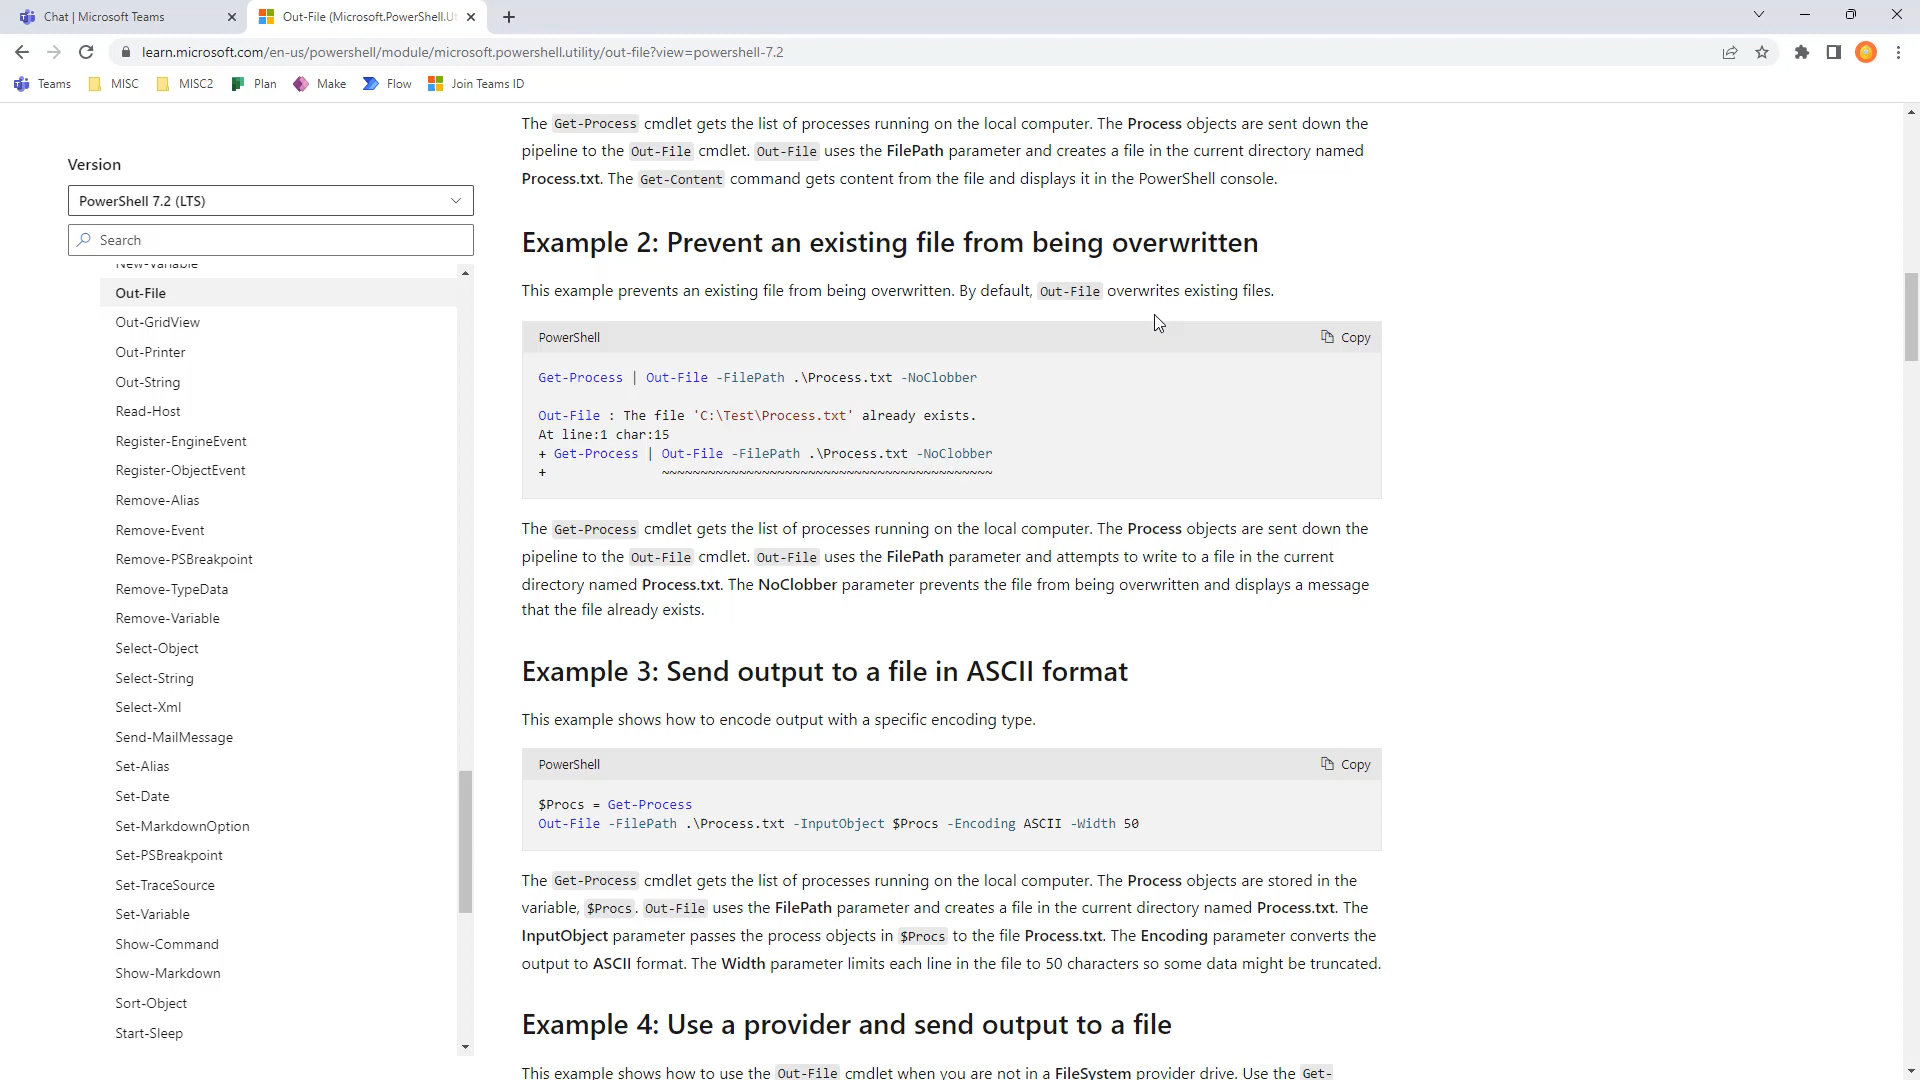 Chat | Microsoft Teams
Out-File (Microsoft.PowerShell.Ut
learn.microsoft.com/en-us/powershell/module/microsoft.powershell.utility/out-file?view=powershell-7.2
Teams MISC MISC2 Plan Make Flow Join Teams ID
Version
PowerShell 7.2 (LTS)
Search
New-Variable
Out-File
Out-GridView
Out-Printer
Out-String
Read-Host
Register-EngineEvent
Register-ObjectEvent
Remove-Alias
Remove-Event
Remove-PSBreakpoint
Remove-TypeData
Remove-Variable
Select-Object
Select-String
Select-Xml
Send-MailMessage
Set-Alias
Set-Date
Set-MarkdownOption
Set-PSBreakpoint
Set-TraceSource
Set-Variable
Show-Command
Show-Markdown
Sort-Object
Start-Sleep
The Get-Process cmdlet gets the list of processes running on the local computer. The Process objects are sent down the
pipeline to the Out-File cmdlet. Out-File uses the FilePath parameter and creates a file in the current directory named
Process.txt. The Get-Content command gets content from the file and displays it in the PowerShell console.
Example 2: Prevent an existing file from being overwritten
This example prevents an existing file from being overwritten. By default, Out-File overwrites existing files.
PowerShell Copy
Get-Process | Out-File -FilePath .\Process.txt -NoClobber
Out-File : The file 'C:\Test\Process.txt' already exists.
At line:1 char:15
+ Get-Process | Out-File -FilePath .\Process.txt -NoClobber
+               ~~~~~~~~~~~~~~~~~~~~~~~~~~~~~~~~~~~~~~~~~~~
The Get-Process cmdlet gets the list of processes running on the local computer. The Process objects are sent down the
pipeline to the Out-File cmdlet. Out-File uses the FilePath parameter and attempts to write to a file in the current
directory named Process.txt. The NoClobber parameter prevents the file from being overwritten and displays a message
that the file already exists.
Example 3: Send output to a file in ASCII format
This example shows how to encode output with a specific encoding type.
PowerShell Copy
$Procs = Get-Process
Out-File -FilePath .\Process.txt -InputObject $Procs -Encoding ASCII -Width 50
The Get-Process cmdlet gets the list of processes running on the local computer. The Process objects are stored in the
variable, $Procs. Out-File uses the FilePath parameter and creates a file in the current directory named Process.txt. The
InputObject parameter passes the process objects in $Procs to the file Process.txt. The Encoding parameter converts the
output to ASCII format. The Width parameter limits each line in the file to 50 characters so some data might be truncated.
Example 4: Use a provider and send output to a file
This example shows how to use the Out-File cmdlet when you are not in a FileSystem provider drive. Use the Get-